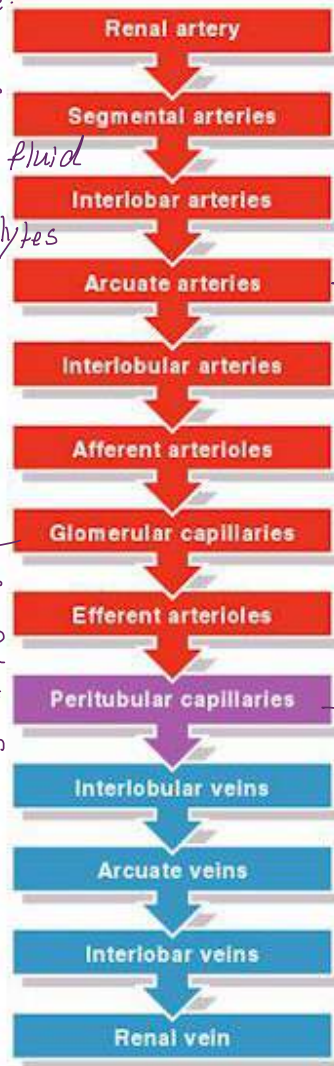 Renal artery
Segmental arteries
fluid
Interlobar arteries
Arcuate arteries
Interlobular arteries
Afferent arterioles
Glomerular capillaries
Efferent arterioles
Peritubular capillaries
Interlobular veins
Arcuate veins
Interlobar veins
Renal vein